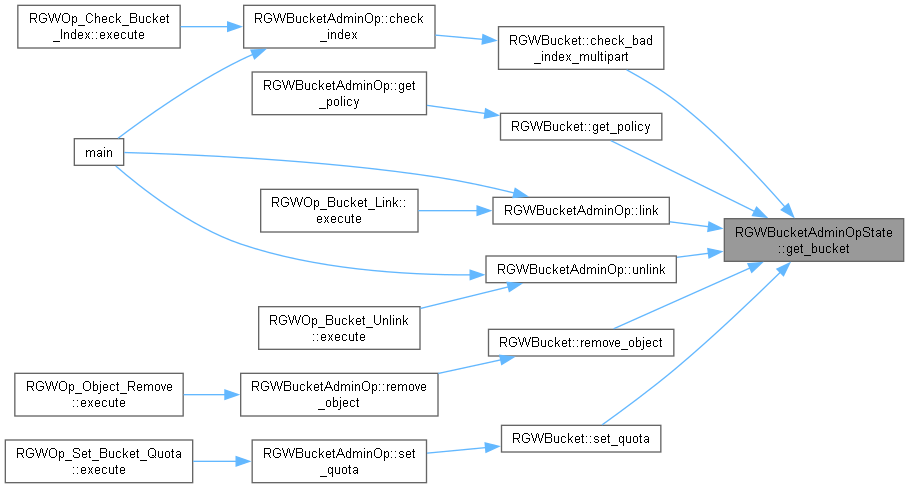 RGWOp_Check_Bucket
_Index::execute
RGWBucketAdminOp::check
_index
RGWBucket::check_bad
_index_multipart
RGWBucketAdminOp::get
_policy
RGWBucket::get_policy
main
RGWOp_Bucket_Link::
execute
RGWBucketAdminOp::link
RGWBucketAdminOpState
::get_bucket
RGWBucketAdminOp::unlink
RGWOp_Bucket_Unlink
::execute
RGWBucket::remove_object
RGWOp_Object_Remove
::execute
RGWBucketAdminOp::remove
_object
RGWBucket::set_quota
RGWOp_Set_Bucket_Quota
::execute
RGWBucketAdminOp::set
_quota